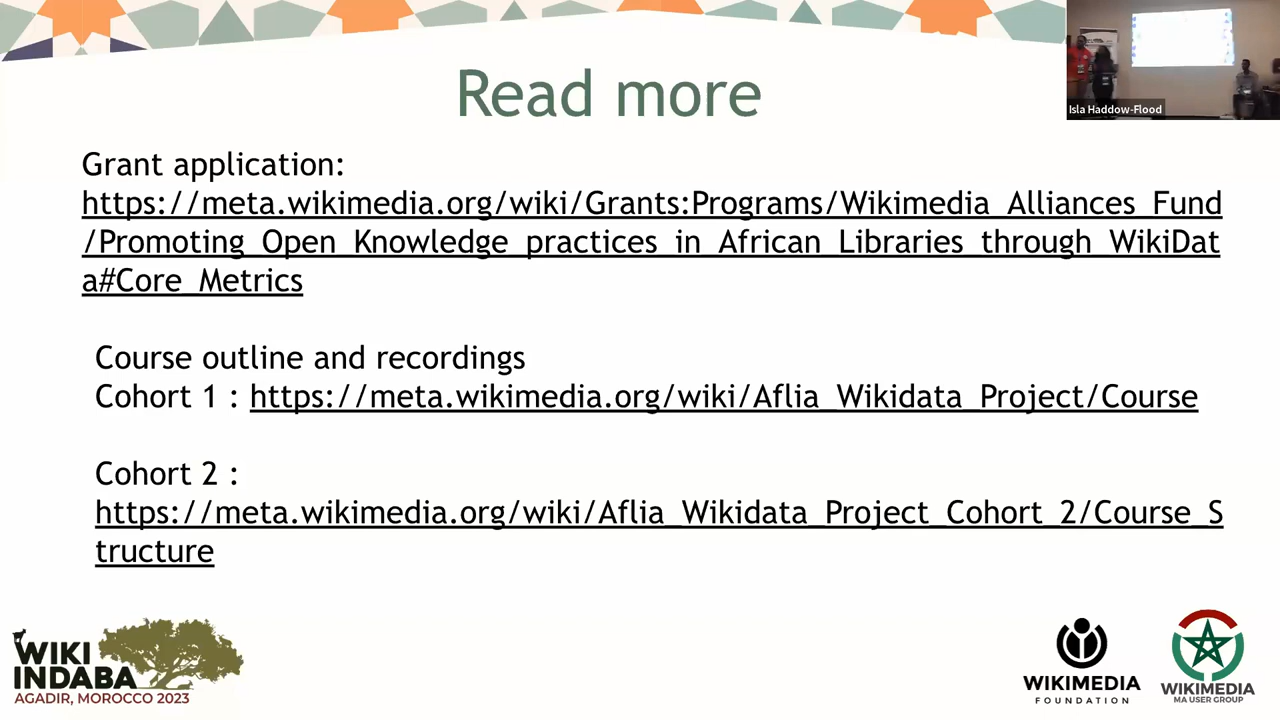 Isla Haddow-Flood
Read more
Grant application:
https://meta.wikimedia.org/wiki/Grants:Programs/Wikimedia_Alliances_Fund
/Promoting_Open_Knowledge_practices_in_African_Libraries_through_WikiDat
a#Core_Metrics
Course outline and recordings
Cohort 1 : https://meta.wikimedia.org/wiki/Aflia_Wikidata_Project/Course
Cohort 2 :
https://meta.wikimedia.org/wiki/Aflia_Wikidata_Project_Cohort_2/Course_S
tructure
WIKI
INDABA
AGADIR, MOROCCO 2023
WIKIMEDIA
FOUNDATION
WIKIMEDIA
MA USER GROUP